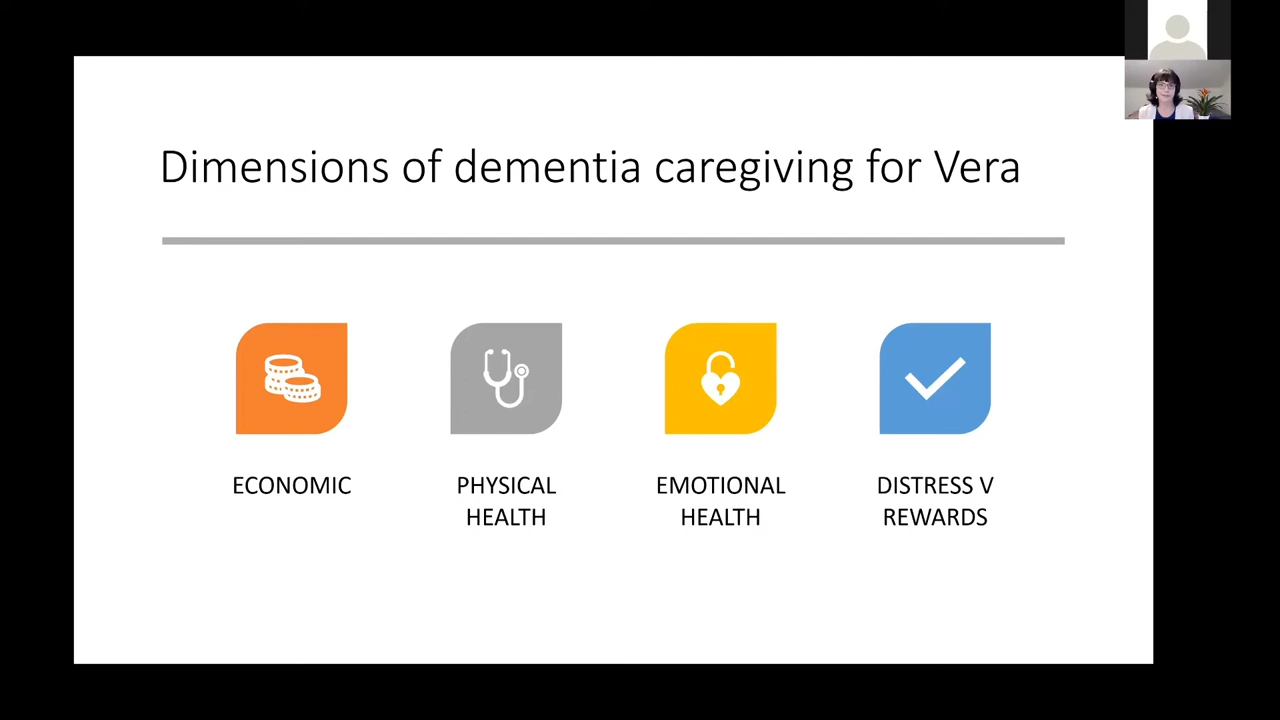 Dimensions of dementia caregiving for Vera
ECONOMIC
PHYSICAL
HEALTH
EMOTIONAL
HEALTH
DISTRESS V
REWARDS